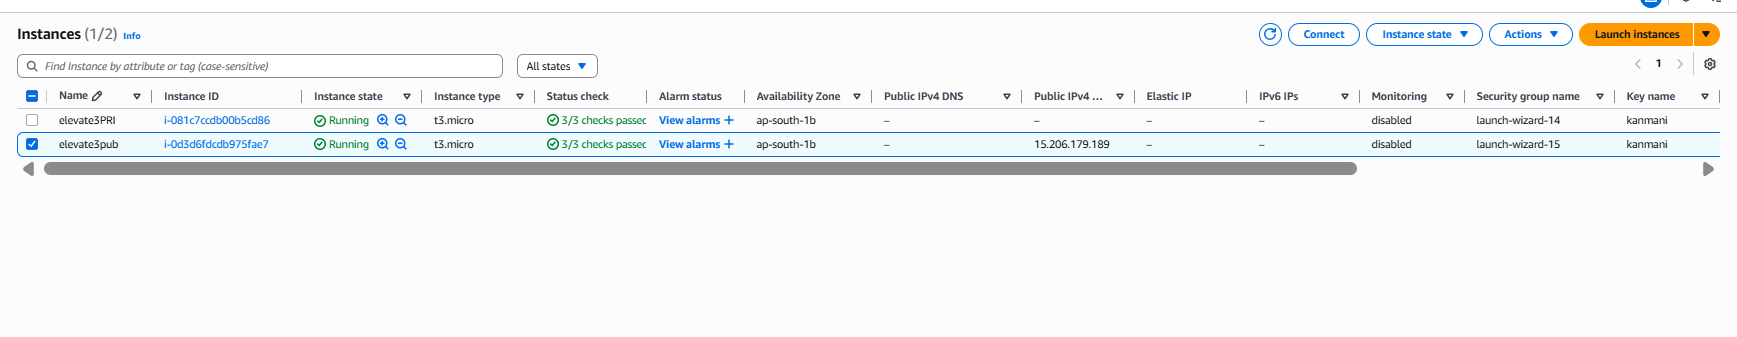 Instances (1/2) Info
Connect Instance state Actions Launch instances
Find Instance by attribute or tag (case-sensitive) All states 1
Name Instance ID Instance state Instance type Status check Alarm status Availability Zone Public IPv4 DNS Public IPv4 ... Elastic IP IPv6 IPs Monitoring Security group name Key name
elevate3PRI i-081c7ccdb00b5cd86 Running t3.micro 3/3 checks passec View alarms + ap-south-1b – – – – disabled launch-wizard-14 kanmani
elevate3pub i-0d3d6fdcdb975fae7 Running t3.micro 3/3 checks passec View alarms + ap-south-1b – 15.206.179.189 – – disabled launch-wizard-15 kanmani